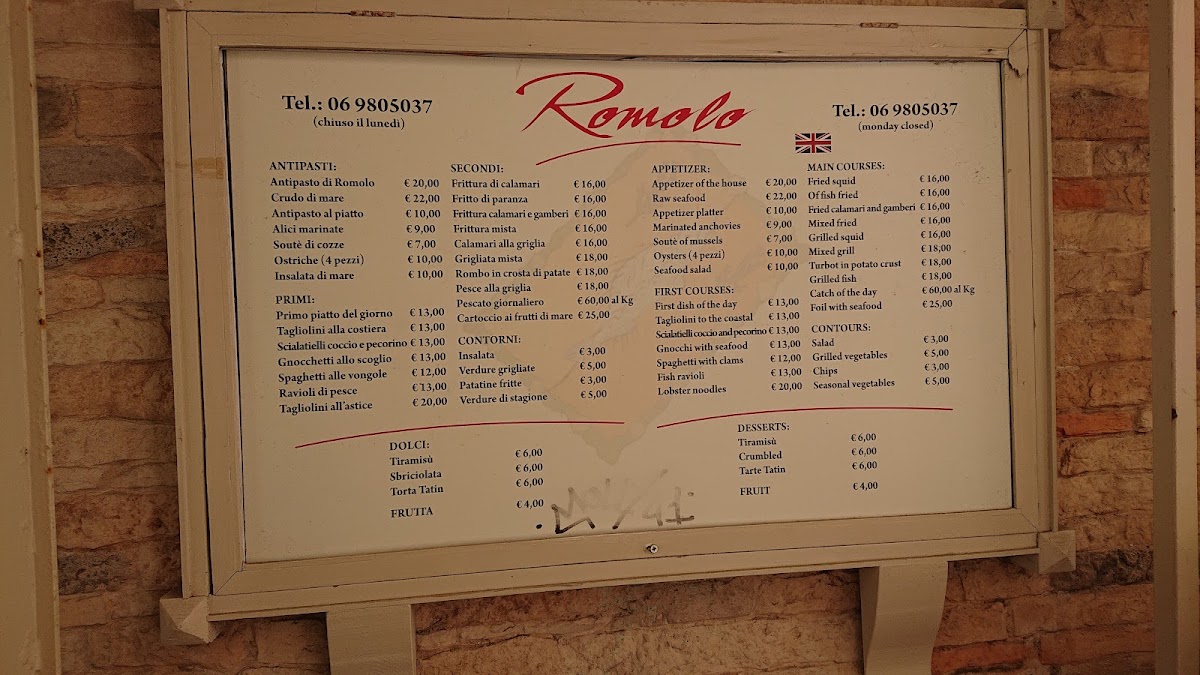 Romolo
Tel.: 06 9805037
(chiuso il lunedì)
ANTIPASTI:
Antipasto di Romolo € 20,00
Crudo di mare € 22,00
Antipasto al piatto € 10,00
Alici marinate € 9,00
Soutè di cozze € 7,00
Ostriche (4 pezzi) € 10,00
Insalata di mare € 10,00
PRIMI:
Primo piatto del giorno € 13,00
Tagliolini alla costiera € 13,00
Scialatielli coccio e pecorino € 13,00
Gnocchetti allo scoglio € 13,00
Spaghetti alle vongole € 12,00
Ravioli di pesce € 13,00
Tagliolini all'astice € 20,00
SECONDI:
Frittura di calamari € 16,00
Fritto di paranza € 16,00
Frittura calamari e gamberi € 16,00
Frittura mista € 16,00
Calamari alla griglia € 16,00
Grigliata mista € 18,00
Rombo in crosta di patate € 18,00
Pesce alla griglia € 18,00
Pescato giornaliero € 60,00 al Kg
Cartoccio ai frutti di mare € 25,00
CONTORNI:
Insalata € 3,00
Verdure grigliate € 5,00
Patatine fritte € 3,00
Verdure di stagione € 5,00
DOLCI:
Tiramisù € 6,00
Sbriciolata € 6,00
Torta Tatin € 6,00
FRUTTA € 4,00
Tel.: 06 9805037
(monday closed)
APPETIZER:
Appetizer of the house € 20,00
Raw seafood € 22,00
Appetizer platter € 10,00
Marinated anchovies € 9,00
Soutè of mussels € 7,00
Oysters (4 pezzi) € 10,00
Seafood salad € 10,00
FIRST COURSES:
First dish of the day € 13,00
Tagliolini to the coastal € 13,00
Scialatielli coccio and pecorino € 13,00
Gnocchi with seafood € 13,00
Spaghetti with clams € 12,00
Fish ravioli € 13,00
Lobster noodles € 20,00
MAIN COURSES:
Fried squid € 16,00
Of fish fried € 16,00
Fried calamari and gamberi € 16,00
Mixed fried € 16,00
Grilled squid € 16,00
Mixed grill € 18,00
Turbot in potato crust € 18,00
Grilled fish € 18,00
Catch of the day € 60,00 al Kg
Foil with seafood € 25,00
CONTOURS:
Salad € 3,00
Grilled vegetables € 5,00
Chips € 3,00
Seasonal vegetables € 5,00
DESSERTS:
Tiramisù € 6,00
Crumbled € 6,00
Tarte Tatin € 6,00
FRUIT € 4,00